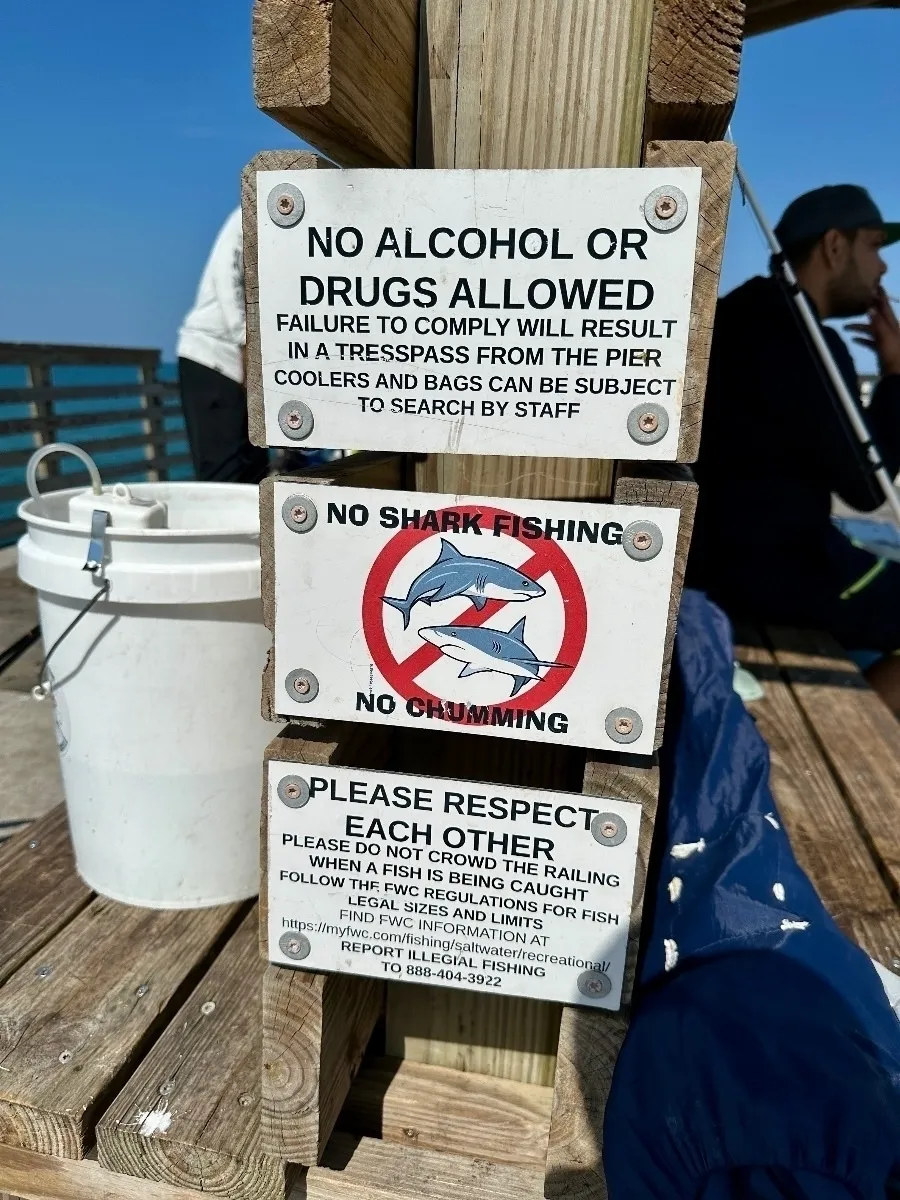 NO ALCOHOL OR
DRUGS ALLOWED
FAILURE TO COMPLY WILL RESULT
IN A TRESSPASS FROM THE PIER
COOLERS AND BAGS CAN BE SUBJECT
TO SEARCH BY STAFF
NO SHARK FISHING
NO CHUMMING
PLEASE RESPECT
EACH OTHER
PLEASE DO NOT CROWD THE RAILING
WHEN A FISH IS BEING CAUGHT
FOLLOW THE FWC REGULATIONS FOR FISH
LEGAL SIZES AND LIMITS
FIND FWC INFORMATION AT
https://myfwc.com/fishing/saltwater/recreational/
REPORT ILLEGIAL FISHING
TO 888-404-3922